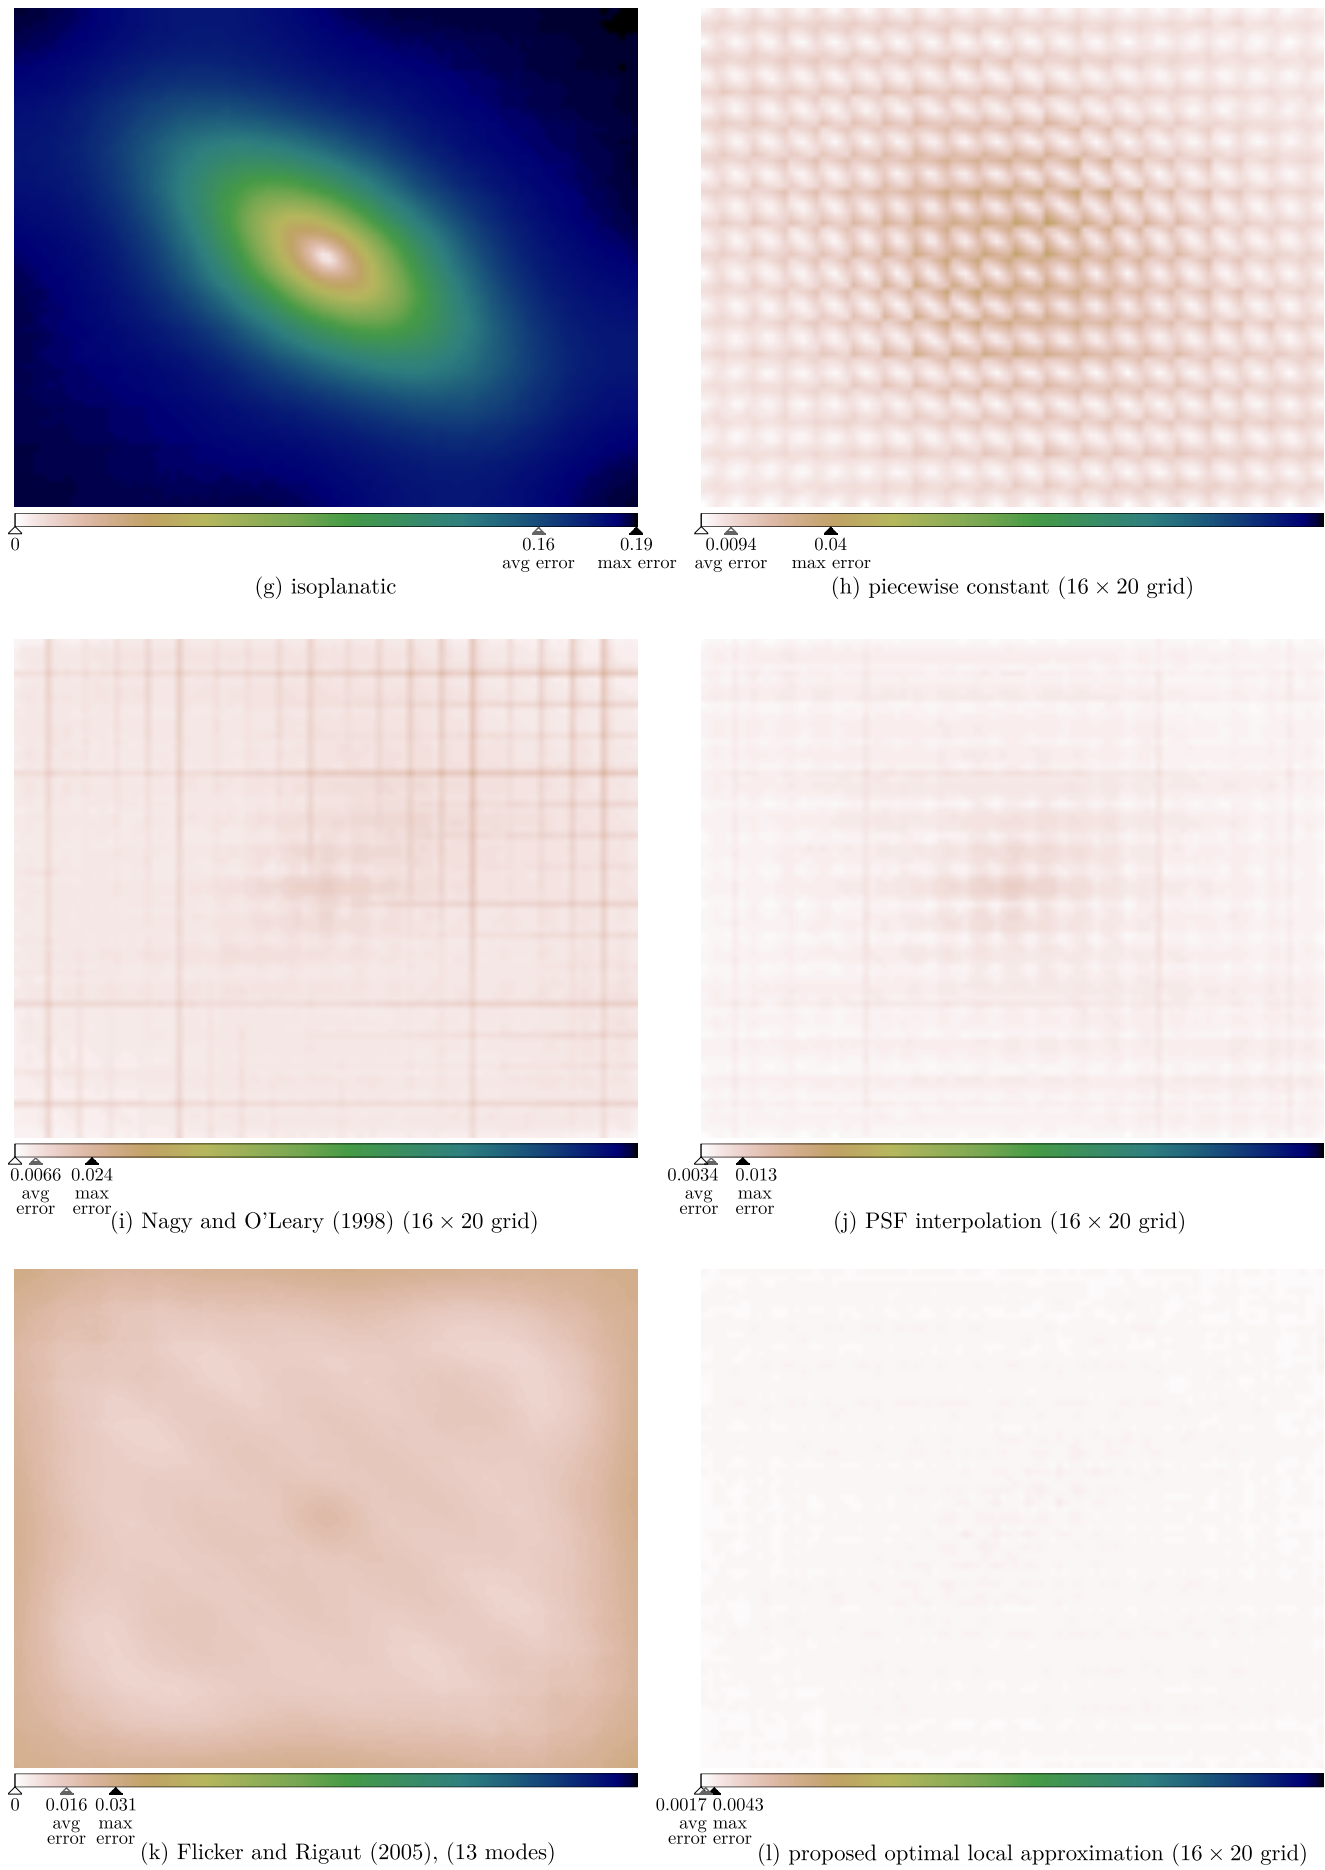 0 0.16 0.19
avg error max error
(g) isoplanatic
0.0094 0.04
avg error max error
(h) piecewise constant (16 × 20 grid)
0.0066 0.024
avg max
error error
(i) Nagy and O'Leary (1998) (16 × 20 grid)
0.0034 0.013
avg max
error error
(j) PSF interpolation (16 × 20 grid)
0 0.016 0.031
avg max
error error
(k) Flicker and Rigaut (2005), (13 modes)
0.0017 0.0043
avg max
error error
(l) proposed optimal local approximation (16 × 20 grid)